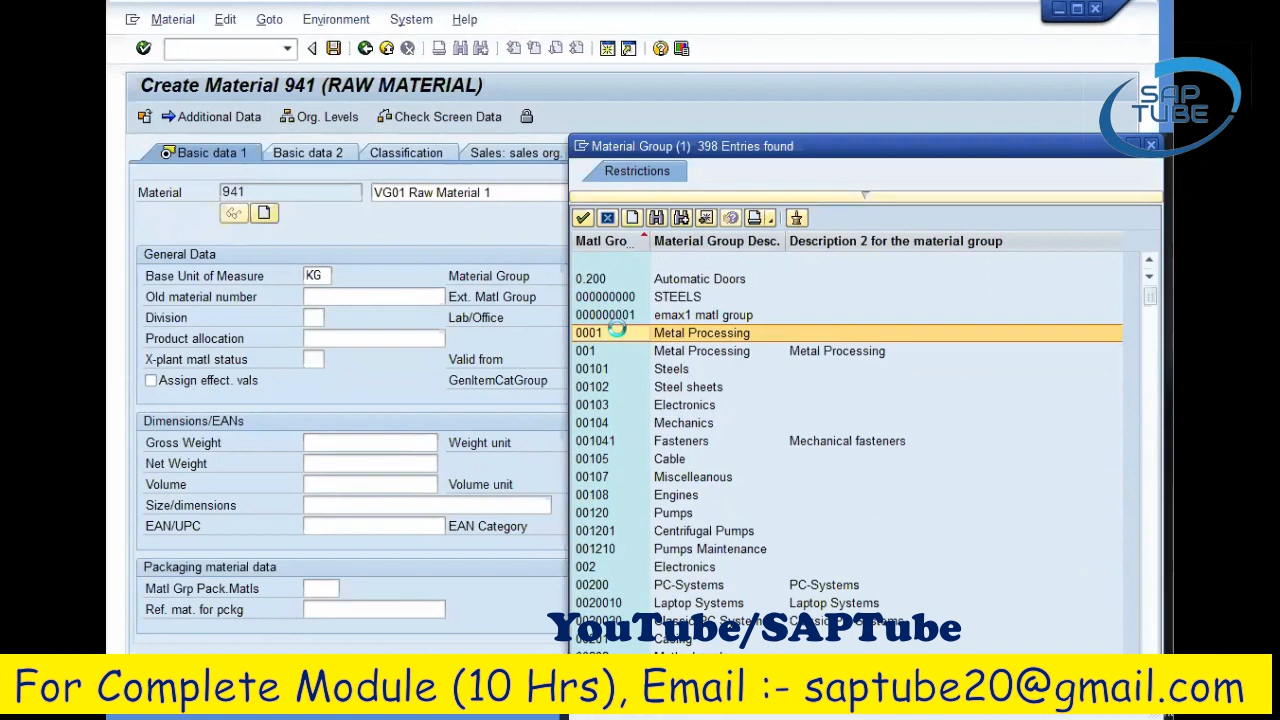 Material Edit Goto Environment System Help
Create Material 941 (RAW MATERIAL)
SAP
TUBE
Additional Data Org. Levels Check Screen Data
Basic data 1 Basic data 2 Classification Sales: sales org.
Material 941 VG01 Raw Material 1
General Data
Base Unit of Measure KG Material Group
Old material number Ext. Matl Group
Division Lab/Office
Product allocation
X-plant matl status Valid from
Assign effect. vals GenItemCatGroup
Dimensions/EANs
Gross Weight Weight unit
Net Weight
Volume Volume unit
Size/dimensions
EAN/UPC EAN Category
Packaging material data
Matl Grp Pack.Matls
Ref. mat. for pckg
Material Group (1) 398 Entries found
Restrictions
Matl Gro... Material Group Desc. Description 2 for the material group
0.200 Automatic Doors
000000000 STEELS
000000001 emax1 matl group
0001 Metal Processing
001 Metal Processing Metal Processing
00101 Steels
00102 Steel sheets
00103 Electronics
00104 Mechanics
001041 Fasteners Mechanical fasteners
00105 Cable
00107 Miscelleanous
00108 Engines
00120 Pumps
001201 Centrifugal Pumps
001210 Pumps Maintenance
002 Electronics
00200 PC-Systems PC-Systems
0020010 Laptop Systems Laptop Systems
YouTube/SAPTube
For Complete Module (10 Hrs), Email :- saptube20@gmail.com